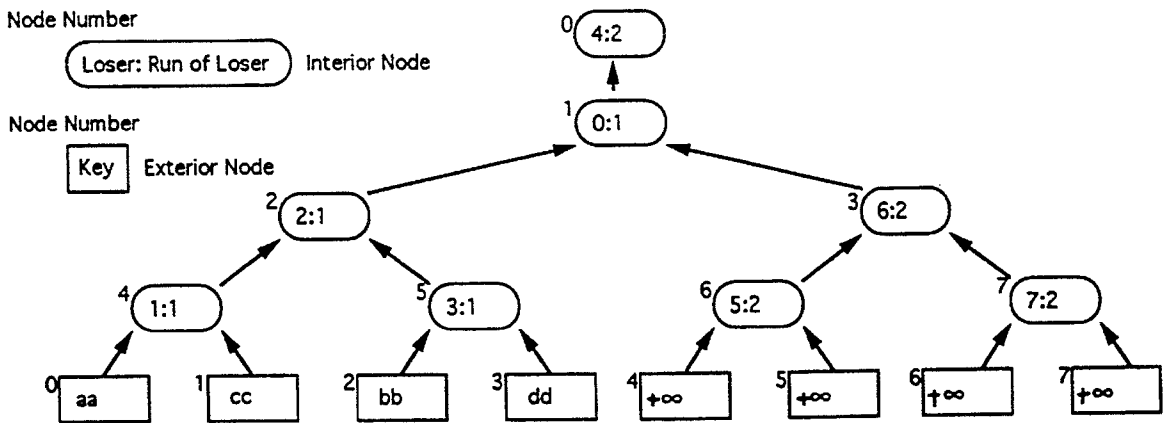 Node Number
Loser: Run of Loser Interior Node
Node Number
Key Exterior Node
0 4:2
1 0:1
2 2:1
3 6:2
4 1:1
5 3:1
6 5:2
7 7:2
0 aa
1 cc
2 bb
3 dd
4 +∞
5 +∞
6 +∞
7 +∞